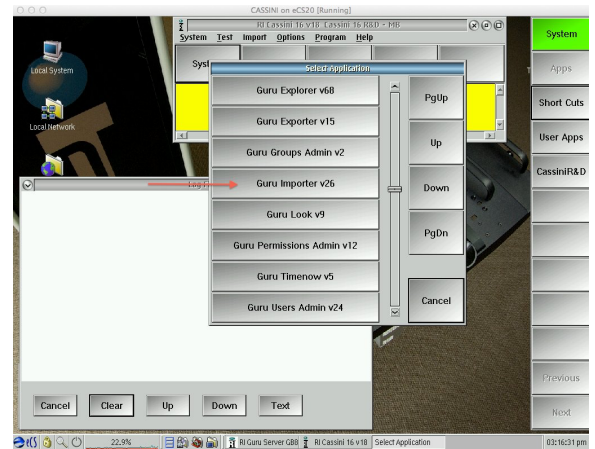 CASSINI on eCS20 [Running]
RI Cassini 16 v18 Cassini 16 R&D - MB
System Test Import Options Program Help
Local System
Local Network
Select Application
Guru Explorer v68
Guru Exporter v15
Guru Groups Admin v2
Guru Importer v26
Guru Look v9
Guru Permissions Admin v12
Guru Timenow v5
Guru Users Admin v24
PgUp
Up
Down
PgDn
Cancel
System
Apps
Short Cuts
User Apps
CassiniR&D
Previous
Next
Cancel
Clear
Up
Down
Text
22,9%
RI Guru Server GB8
RI Cassini 16 v18
Select Application
03:16:31 pm